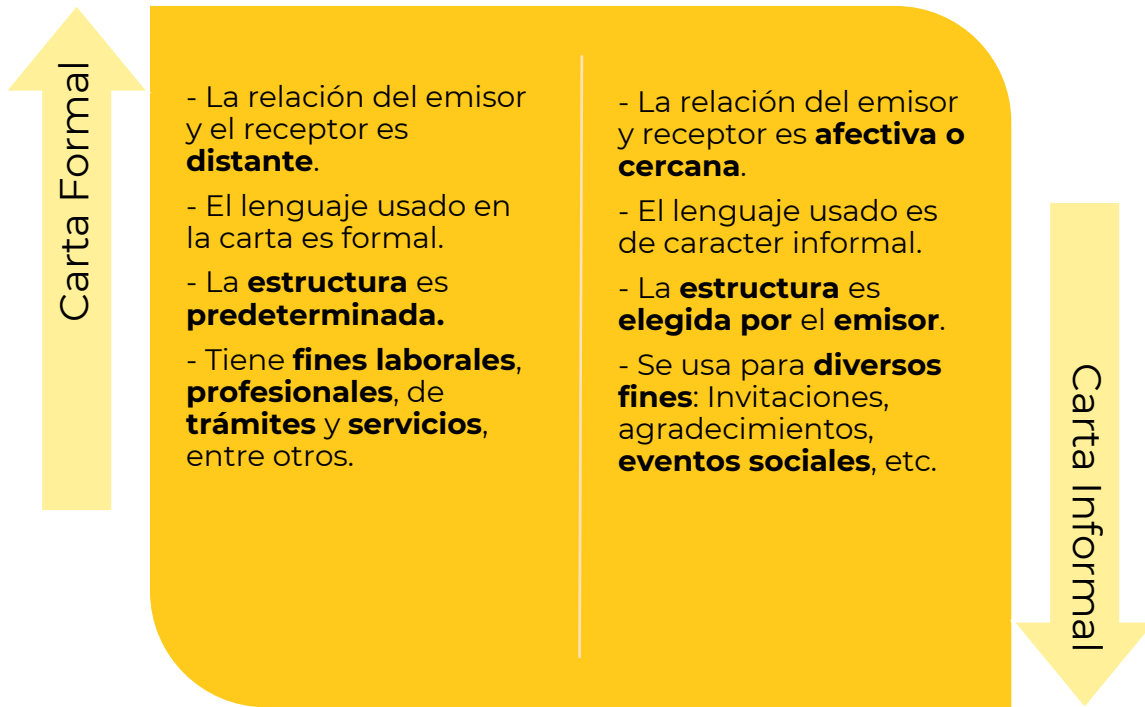 Carta Formal
- La relación del emisor
y el receptor es
distante.
- El lenguaje usado en
la carta es formal.
- La estructura es
predeterminada.
- Tiene fines laborales,
profesionales, de
trámites y servicios,
entre otros.
- La relación del emisor
y receptor es afectiva o
cercana.
- El lenguaje usado es
de caracter informal.
- La estructura es
elegida por el emisor.
- Se usa para diversos
fines: Invitaciones,
agradecimientos,
eventos sociales, etc.
Carta Informal